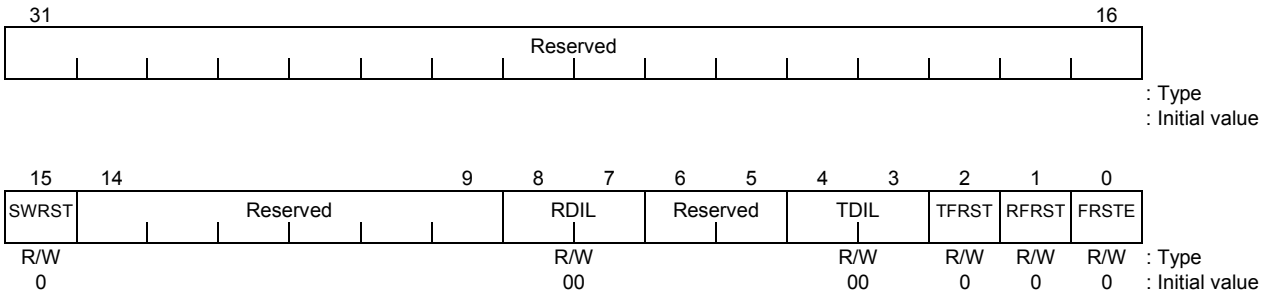 31 16
Reserved
: Type
: Initial value
15 14 9 8 7 6 5 4 3 2 1 0
SWRST Reserved RDIL Reserved TDIL TFRST RFRST FRSTE
R/W R/W R/W R/W R/W R/W : Type
0 00 00 0 0 0 : Initial value